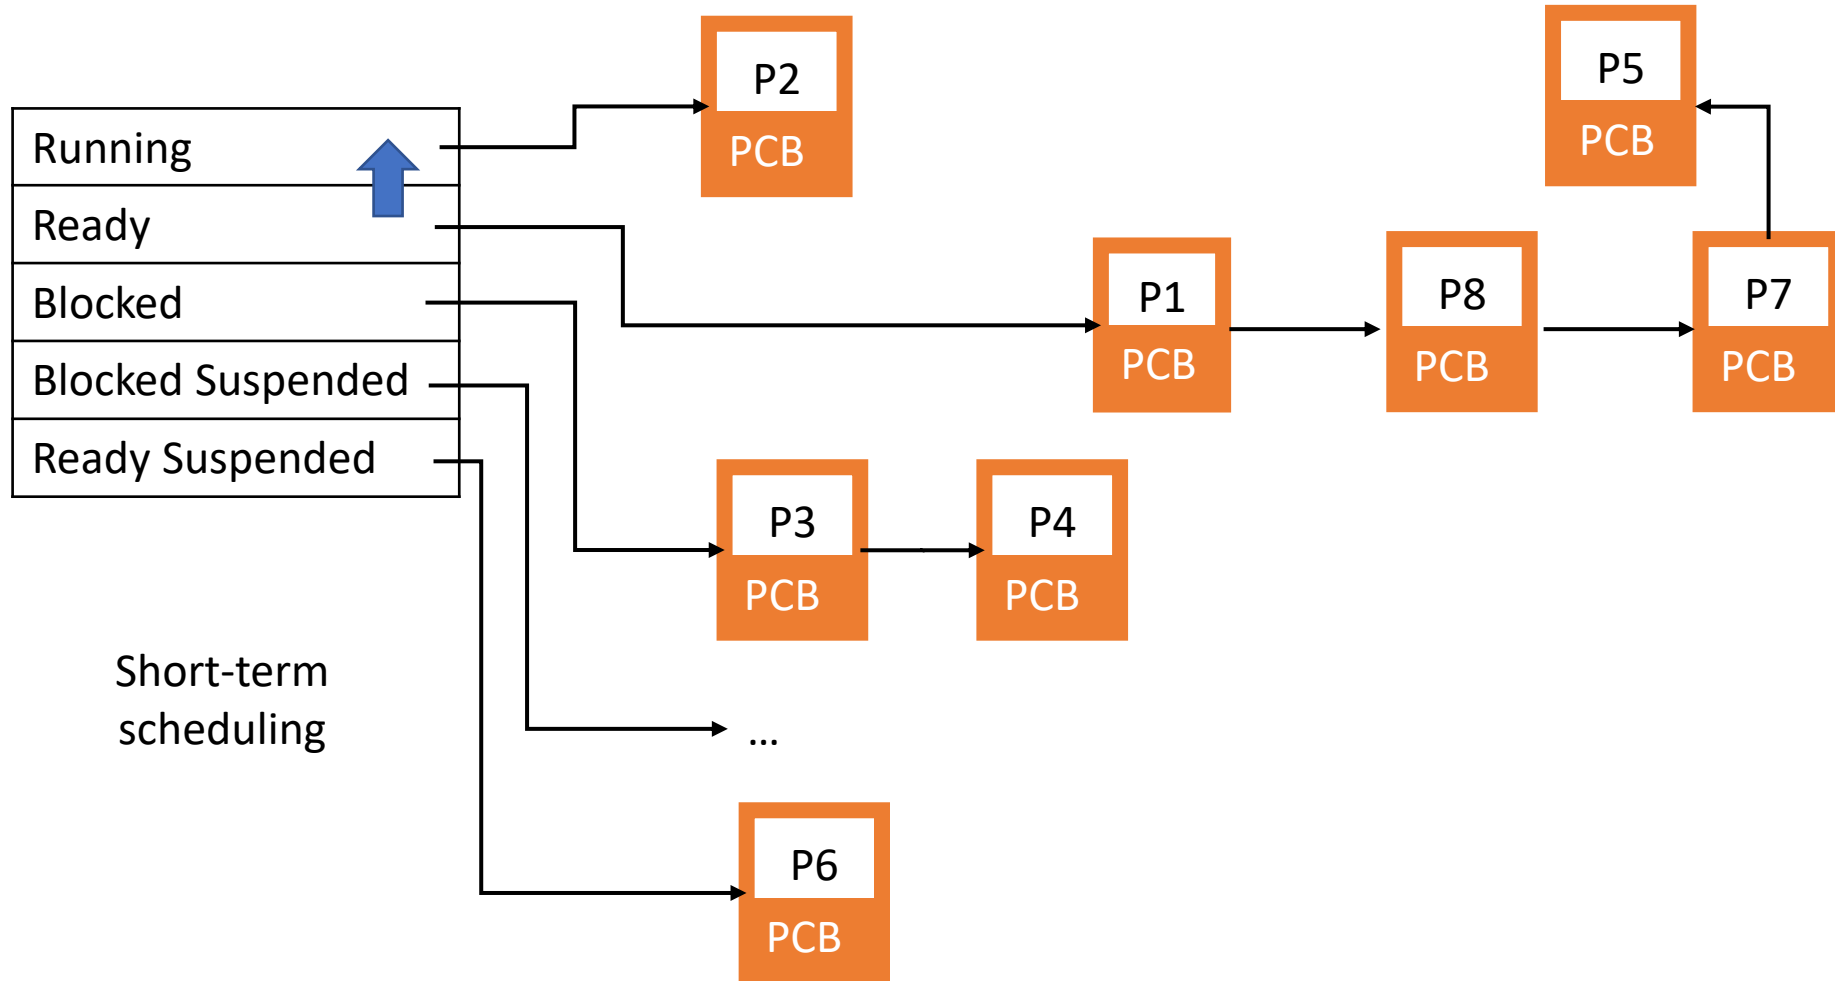 Running
Ready
Blocked
Blocked Suspended
Ready Suspended
Short-term
scheduling
P2
PCB
P5
PCB
P1
PCB
P8
PCB
P7
PCB
P3
PCB
P4
PCB
...
P6
PCB